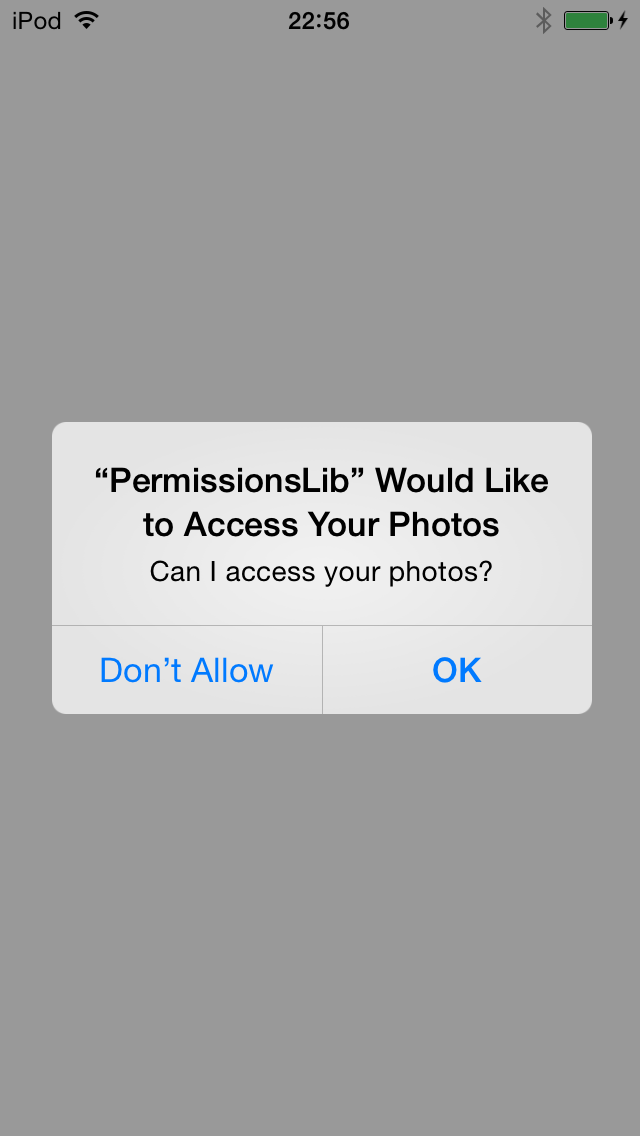 iPod 22:56
“PermissionsLib” Would Like
to Access Your Photos
Can I access your photos?
Don’t Allow OK